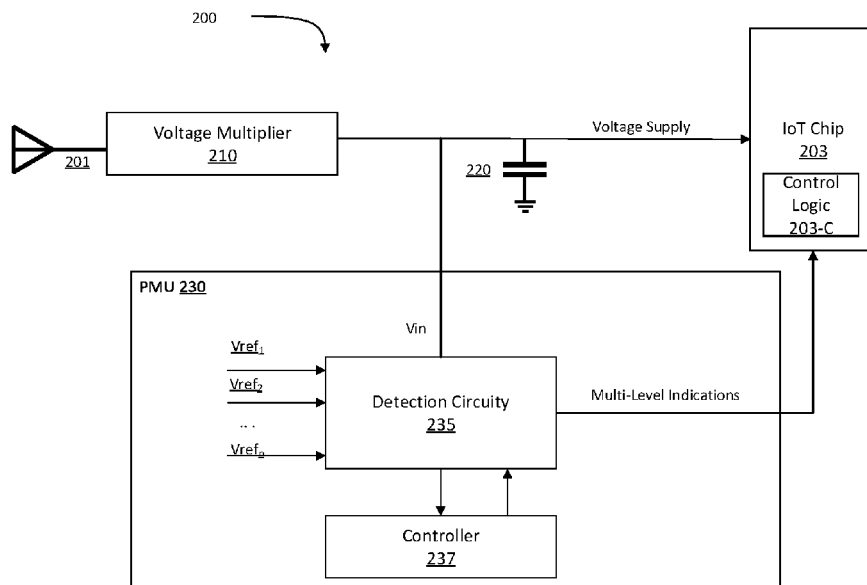 200
Voltage Multiplier
210
201
220
Voltage Supply
IoT Chip
203
Control
Logic
203-C
PMU 230
Vin
Vref1
Vref2
...
Vrefn
Detection Circuity
235
Multi-Level Indications
Controller
237